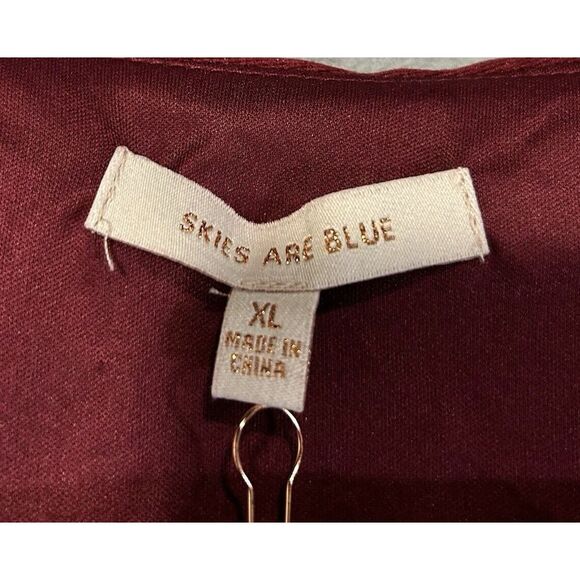 SKIES ARE BLUE
XL
MADE IN
CHINA